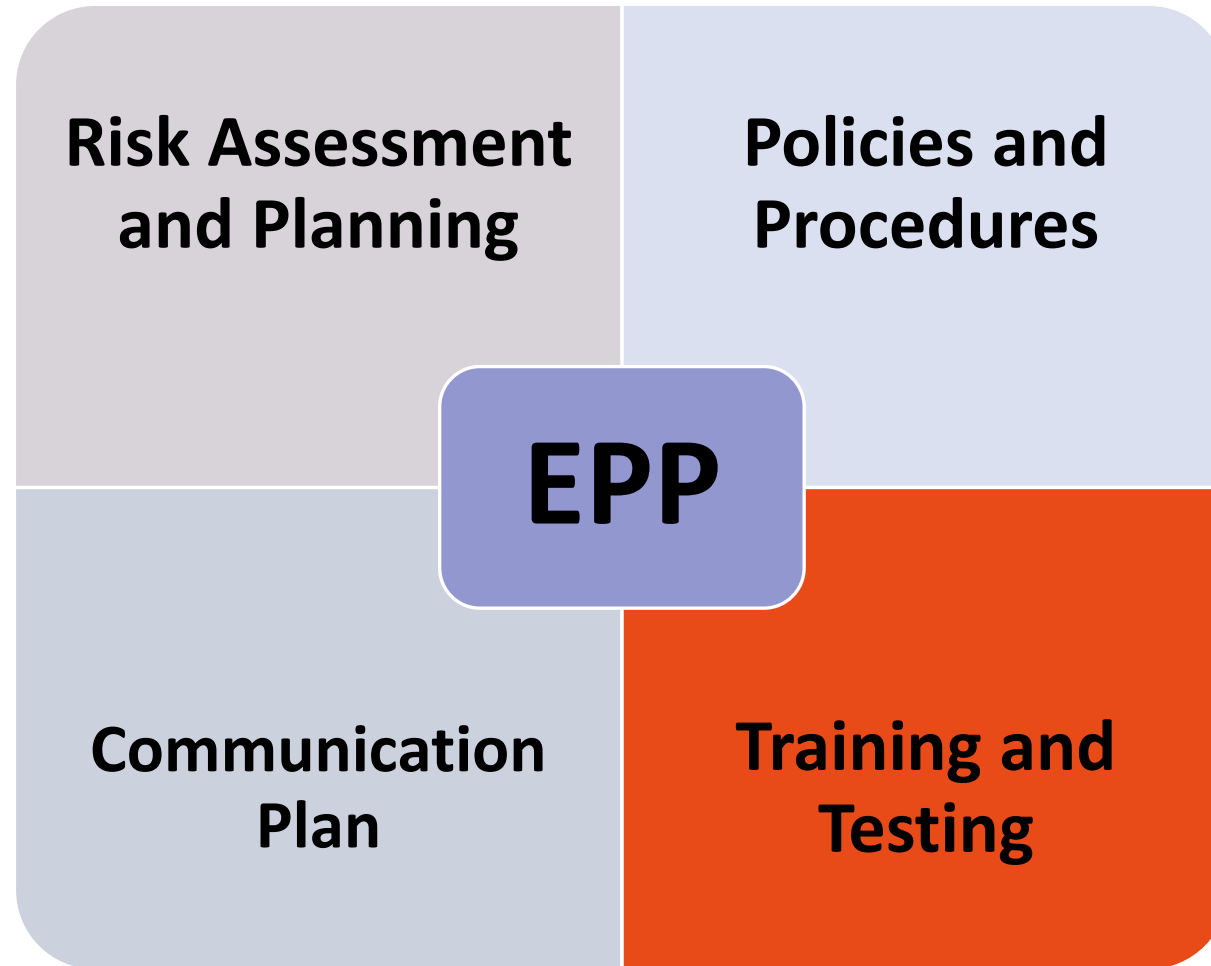 Risk Assessment
and Planning
Policies and
Procedures
EPP
Communication
Plan
Training and
Testing